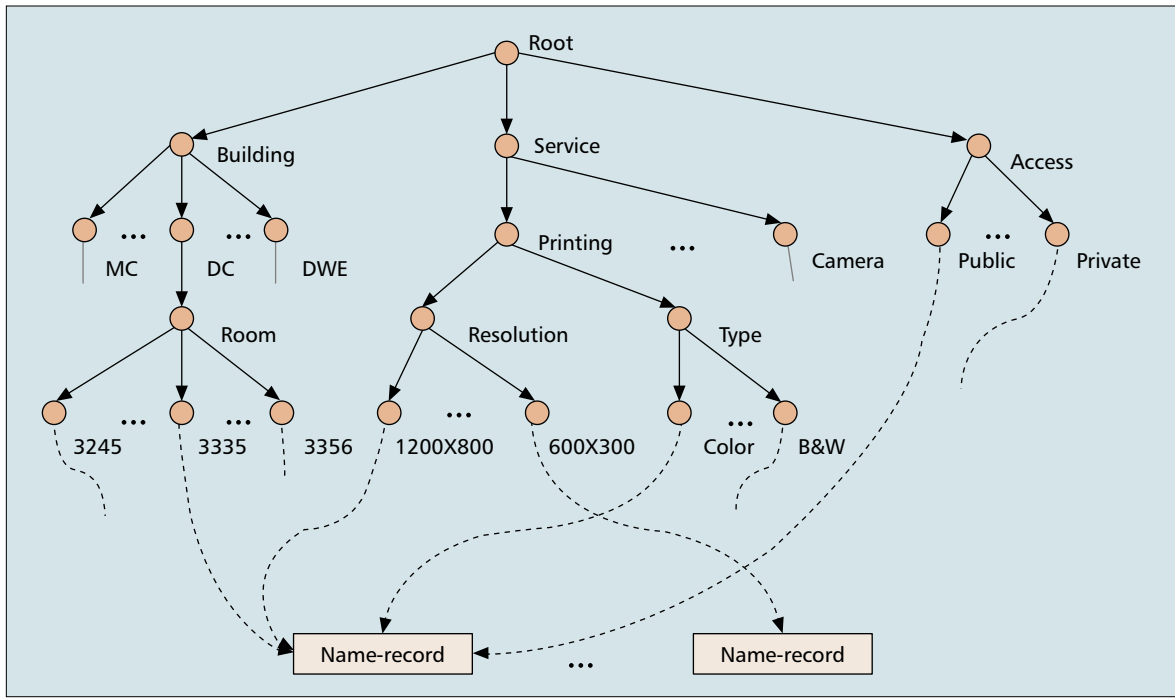 Root
Building
Service
Access
... ...
MC DC DWE
Printing
...
Camera
...
Public Private
Room
Resolution
Type
... ...
3245 3335 3356
...
1200X800 600X300
...
Color B&W
Name-record
...
Name-record